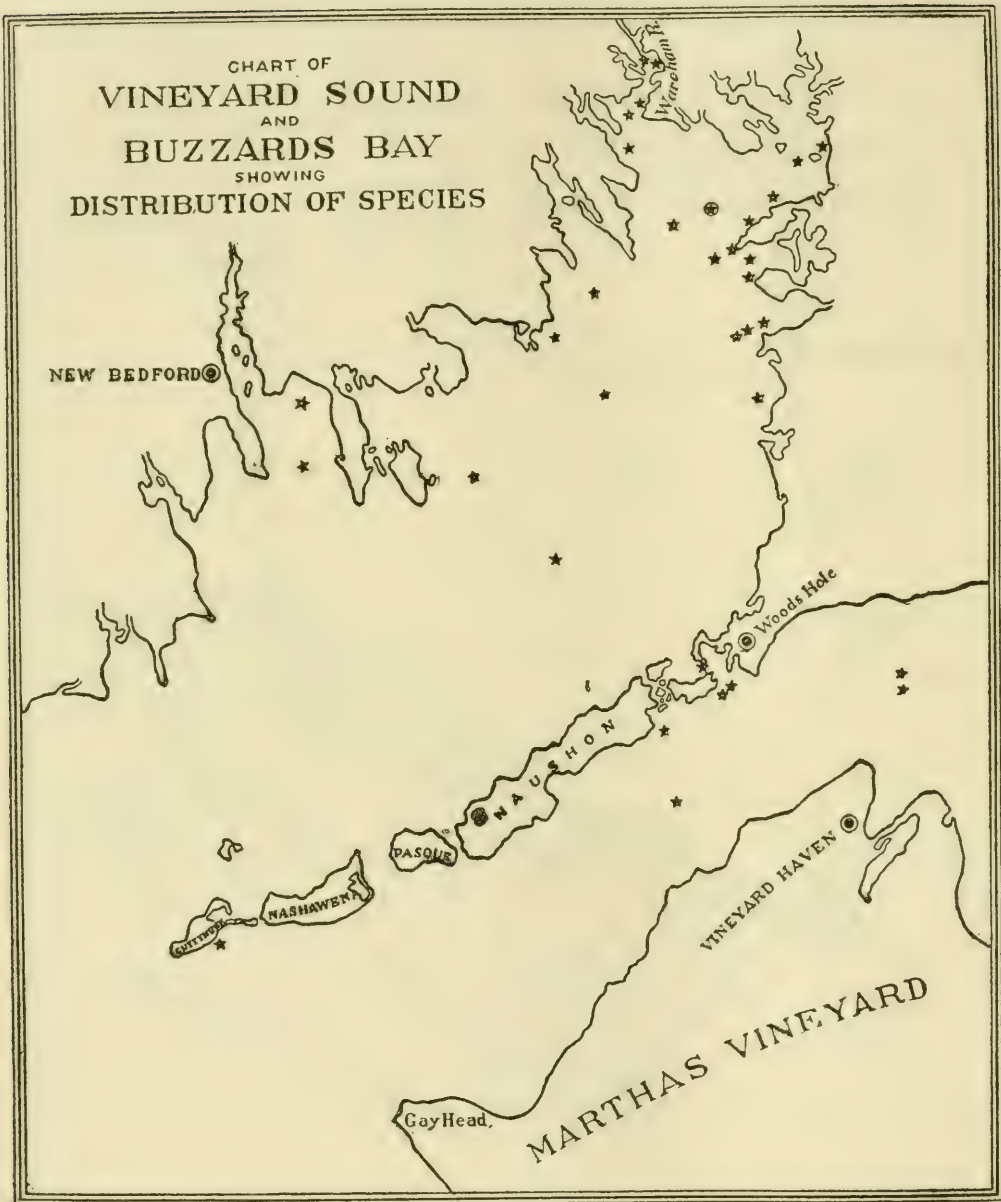 CHART OF
VINEYARD SOUND
AND
BUZZARDS BAY
SHOWING
DISTRIBUTION OF SPECIES
Wareham R.
NEW BEDFORD
Woods Hole
NAUSHON
PASQUE
NASHAWENA
VINEYARD HAVEN
MARTHAS VINEYARD
Gay Head.